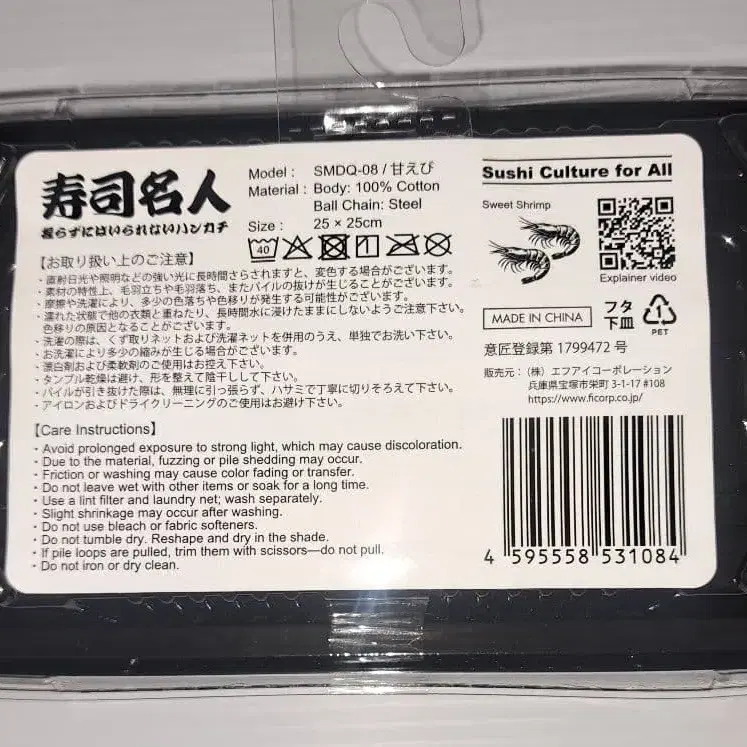 寿司名人
握らずにはいられないハンカチ
Model : SMDQ-08 / 甘えび
Material : Body: 100% Cotton
Ball Chain: Steel
Size : 25 × 25cm
40
【お取り扱い上のご注意】
・直射日光や照明などの強い光に長時間さらされますと、変色する場合がございます。
・素材の特性上、毛羽立ちや毛羽落ち、またパイルの抜けが生じることがございます。
・摩擦や洗濯により、多少の色落ちや色移りが発生する可能性がございます。
・濡れた状態で他の衣類と重ねたり、長時間水に浸けたままにしないようご注意下さい。
色移りの原因となることがございます。
・洗濯の際は、くず取りネットおよび洗濯ネットを併用のうえ、単独でお洗い下さい。
・お洗濯により多少の縮みが生じる場合がございます。
・漂白剤および柔軟剤のご使用はお控え下さい。
・タンブル乾燥は避け、形を整えて陰干しして下さい。
・パイルが引き抜けた際は、無理に引っ張らず、ハサミで丁寧に切りそろえて下さい。
・アイロンおよびドライクリーニングのご使用はお避け下さい。
【Care Instructions】
・Avoid prolonged exposure to strong light, which may cause discoloration.
・Due to the material, fuzzing or pile shedding may occur.
・Friction or washing may cause color fading or transfer.
・Do not leave wet with other items or soak for a long time.
・Use a lint filter and laundry net; wash separately.
・Slight shrinkage may occur after washing.
・Do not use bleach or fabric softeners.
・Do not tumble dry. Reshape and dry in the shade.
・If pile loops are pulled, trim them with scissors—do not pull.
・Do not iron or dry clean.
Sushi Culture for All
Sweet Shrimp
Explainer video
MADE IN CHINA
フタ
下皿
1
PET
意匠登録第 1799472 号
販売元：（株）エフアイコーポレーション
兵庫県宝塚市栄町 3-1-17 #108
https://www.ficorp.co.jp/
4 595558 531084